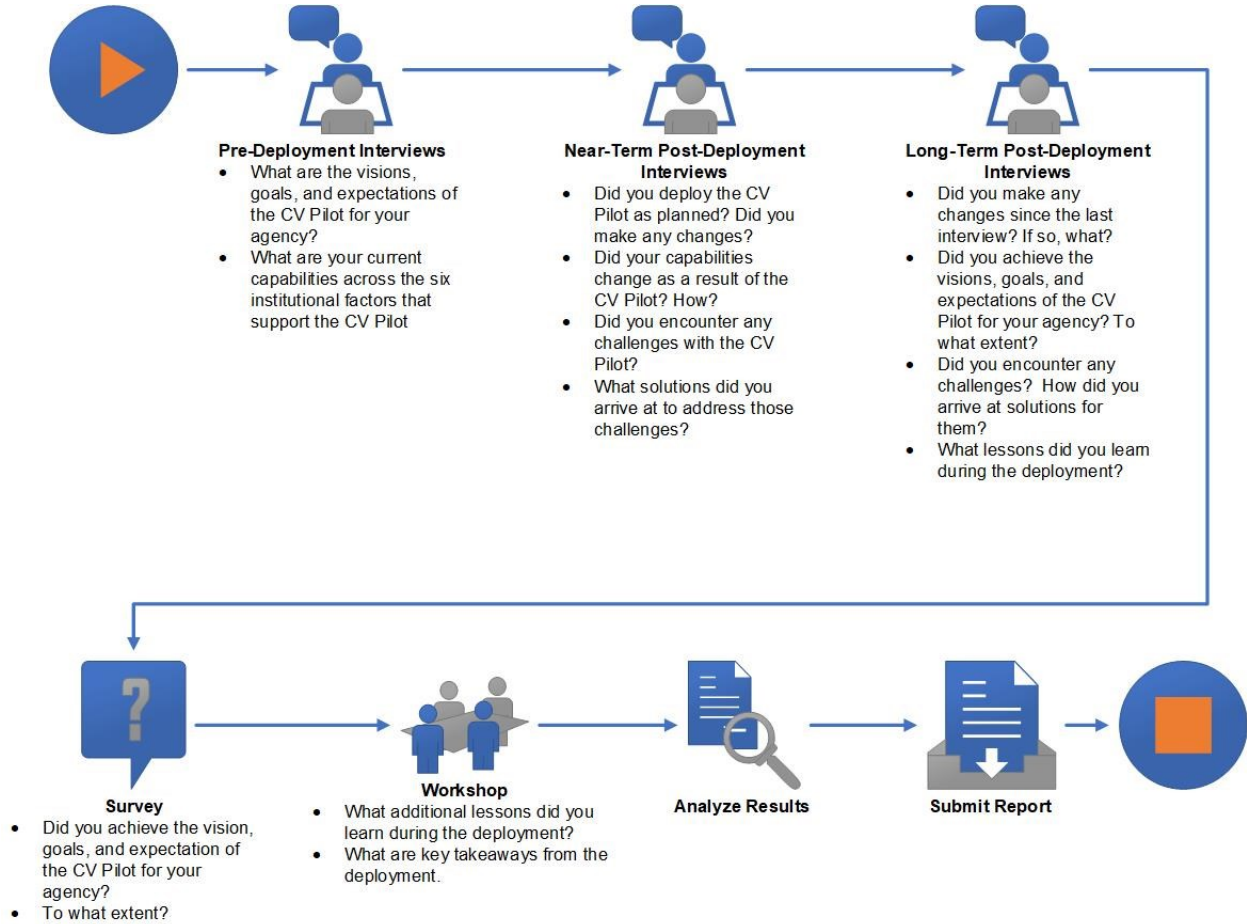 Pre-Deployment Interviews
• What are the visions,
goals, and expectations of
the CV Pilot for your
agency?
• What are your current
capabilities across the six
institutional factors that
support the CV Pilot
Near-Term Post-Deployment
Interviews
• Did you deploy the CV
Pilot as planned? Did you
make any changes?
• Did your capabilities
change as a result of the
CV Pilot? How?
• Did you encounter any
challenges with the CV
Pilot?
• What solutions did you
arrive at to address those
challenges?
Long-Term Post-Deployment
Interviews
• Did you make any
changes since the last
interview? If so, what?
• Did you achieve the
visions, goals, and
expectations of the CV
Pilot for your agency? To
what extent?
• Did you encounter any
challenges? How did you
arrive at solutions for
them?
• What lessons did you learn
during the deployment?
?
Survey
• Did you achieve the vision,
goals, and expectation of
the CV Pilot for your
agency?
• To what extent?
Workshop
• What additional lessons did you
learn during the deployment?
• What are key takeaways from the
deployment.
Analyze Results
Submit Report